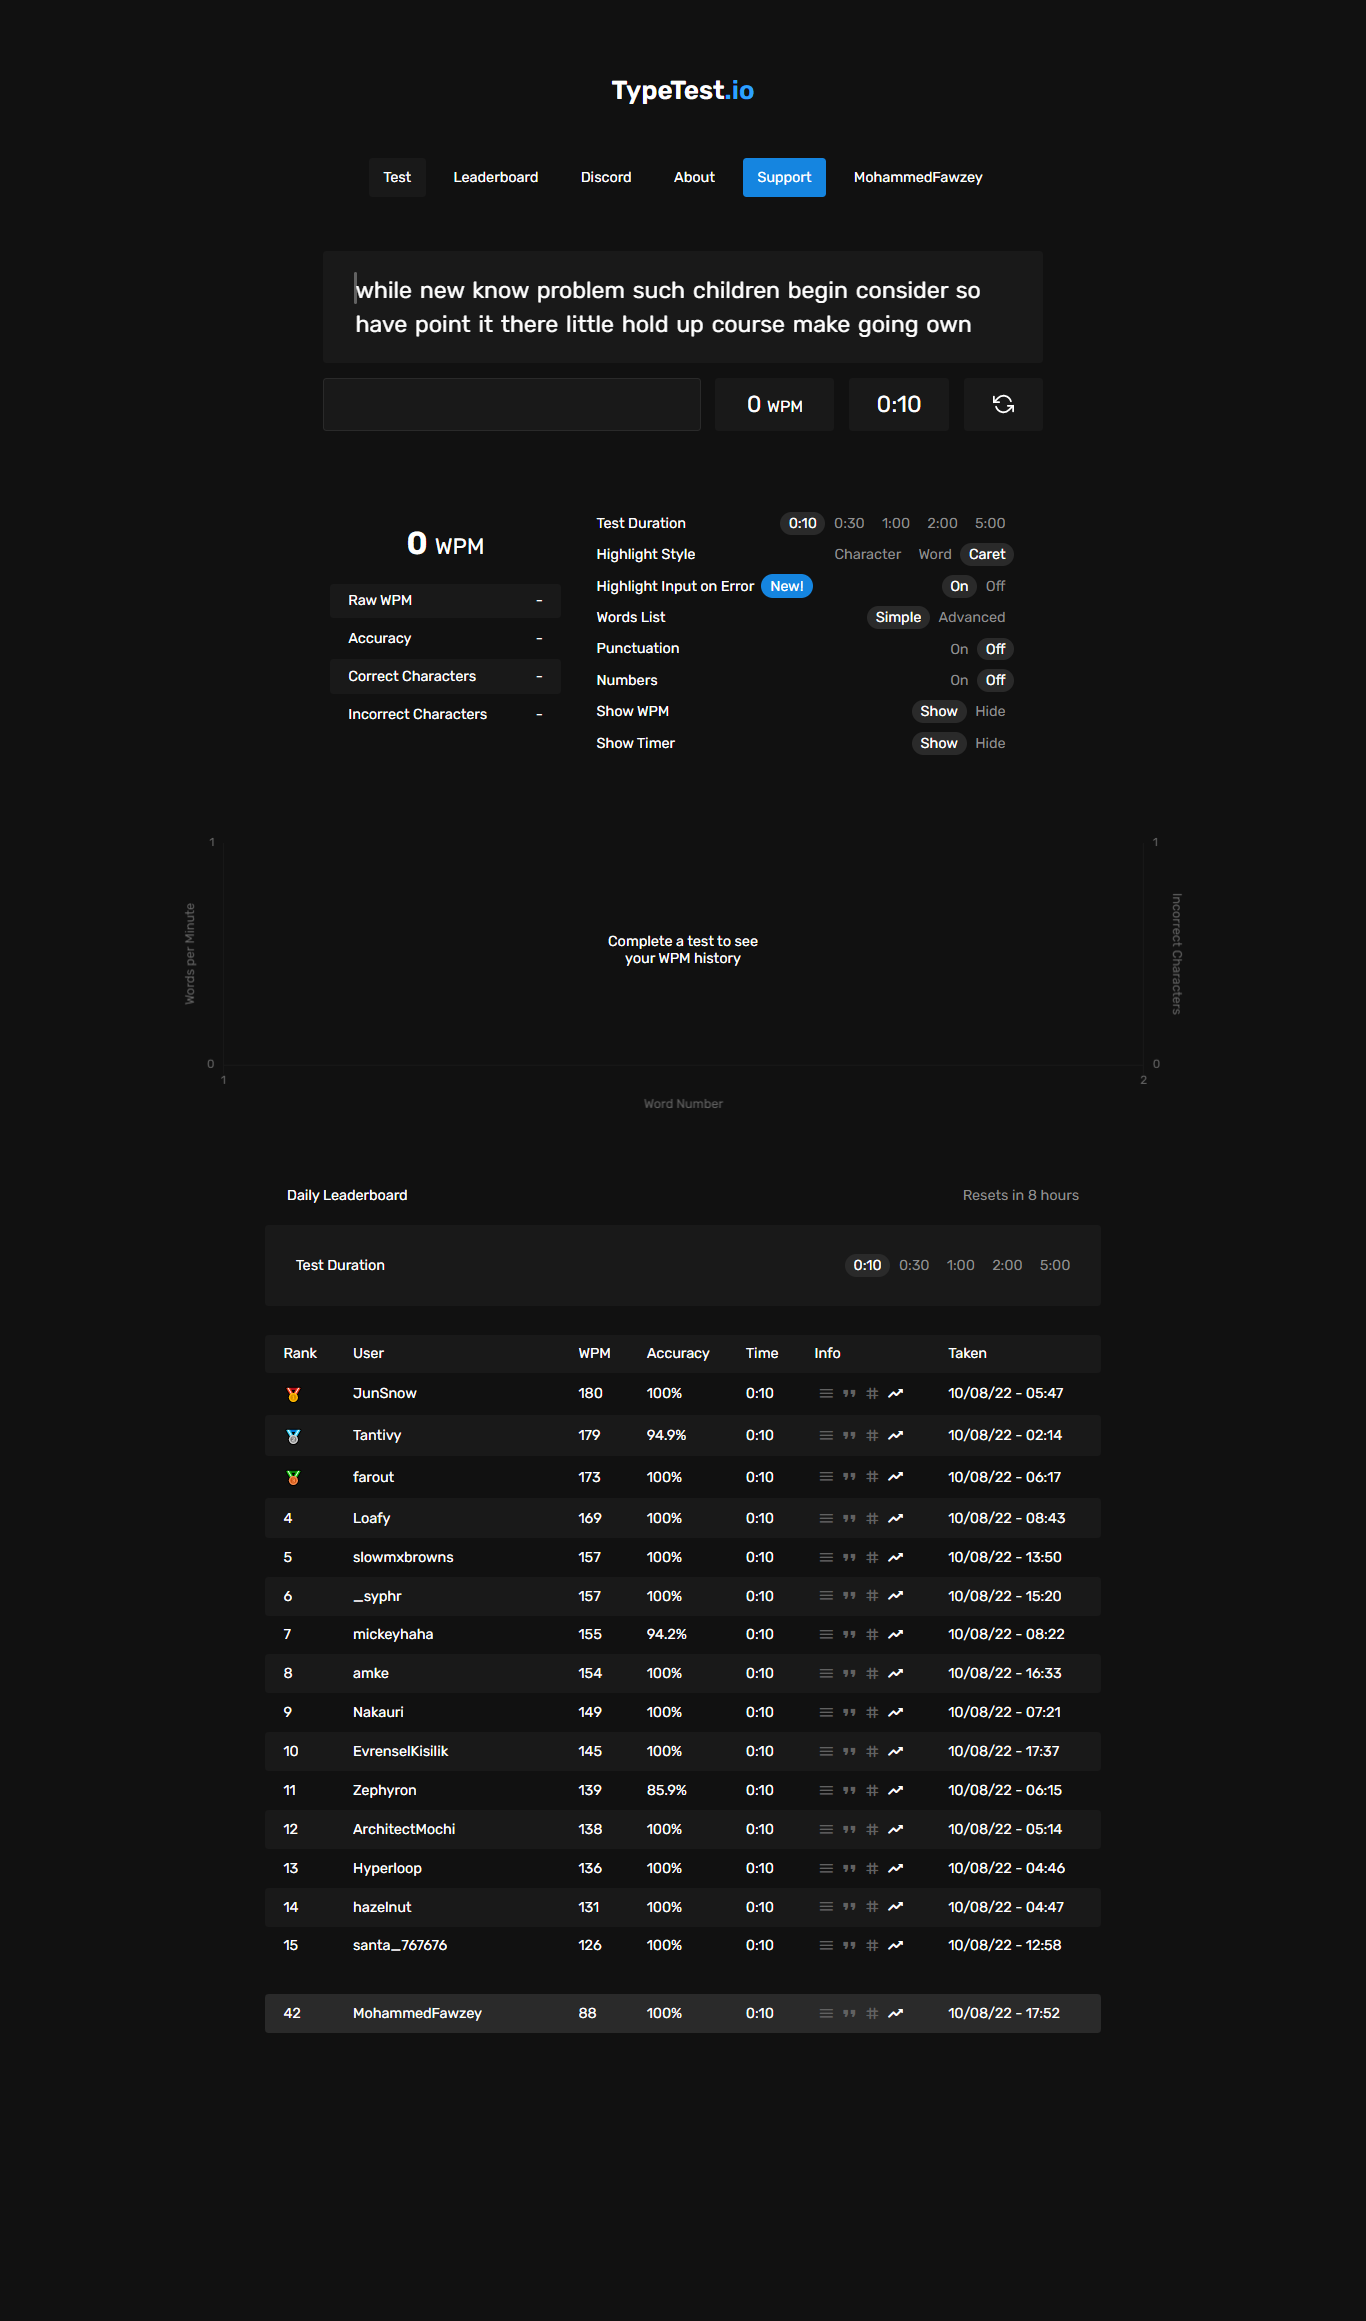 TypeTest.io
Test Leaderboard Discord About Support MohammedFawzey
while new know problem such children begin consider so
have point it there little hold up course make going own
0 WPM 0:10
0 WPM
Raw WPM -
Accuracy -
Correct Characters -
Incorrect Characters -
Test Duration 0:10 0:30 1:00 2:00 5:00
Highlight Style Character Word Caret
Highlight Input on Error New! On Off
Words List Simple Advanced
Punctuation On Off
Numbers On Off
Show WPM Show Hide
Show Timer Show Hide
1 1
Words per Minute
Complete a test to see
your WPM history
Incorrect Characters
0 0
1 2
Word Number
Daily Leaderboard Resets in 8 hours
Test Duration 0:10 0:30 1:00 2:00 5:00
Rank User WPM Accuracy Time Info Taken
JunSnow 180 100% 0:10 10/08/22 - 05:47
Tantivy 179 94.9% 0:10 10/08/22 - 02:14
farout 173 100% 0:10 10/08/22 - 06:17
4 Loafy 169 100% 0:10 10/08/22 - 08:43
5 slowmxbrowns 157 100% 0:10 10/08/22 - 13:50
6 _syphr 157 100% 0:10 10/08/22 - 15:20
7 mickeyhaha 155 94.2% 0:10 10/08/22 - 08:22
8 amke 154 100% 0:10 10/08/22 - 16:33
9 Nakauri 149 100% 0:10 10/08/22 - 07:21
10 EvrenselKisilik 145 100% 0:10 10/08/22 - 17:37
11 Zephyron 139 85.9% 0:10 10/08/22 - 06:15
12 ArchitectMochi 138 100% 0:10 10/08/22 - 05:14
13 Hyperloop 136 100% 0:10 10/08/22 - 04:46
14 hazelnut 131 100% 0:10 10/08/22 - 04:47
15 santa_767676 126 100% 0:10 10/08/22 - 12:58
42 MohammedFawzey 88 100% 0:10 10/08/22 - 17:52